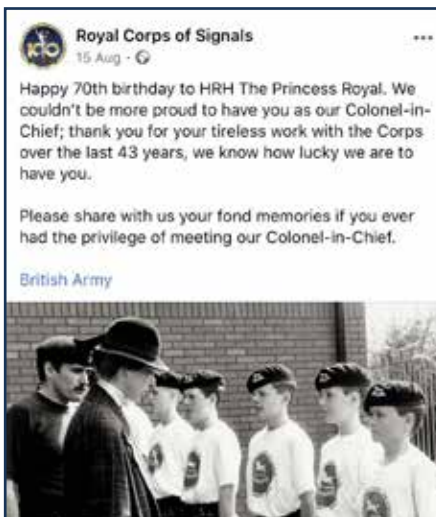 Royal Corps of Signals
15 Aug ·
Happy 70th birthday to HRH The Princess Royal. We
couldn't be more proud to have you as our Colonel-in-
Chief; thank you for your tireless work with the Corps
over the last 43 years, we know how lucky we are to
have you.
Please share with us your fond memories if you ever
had the privilege of meeting our Colonel-in-Chief.
British Army